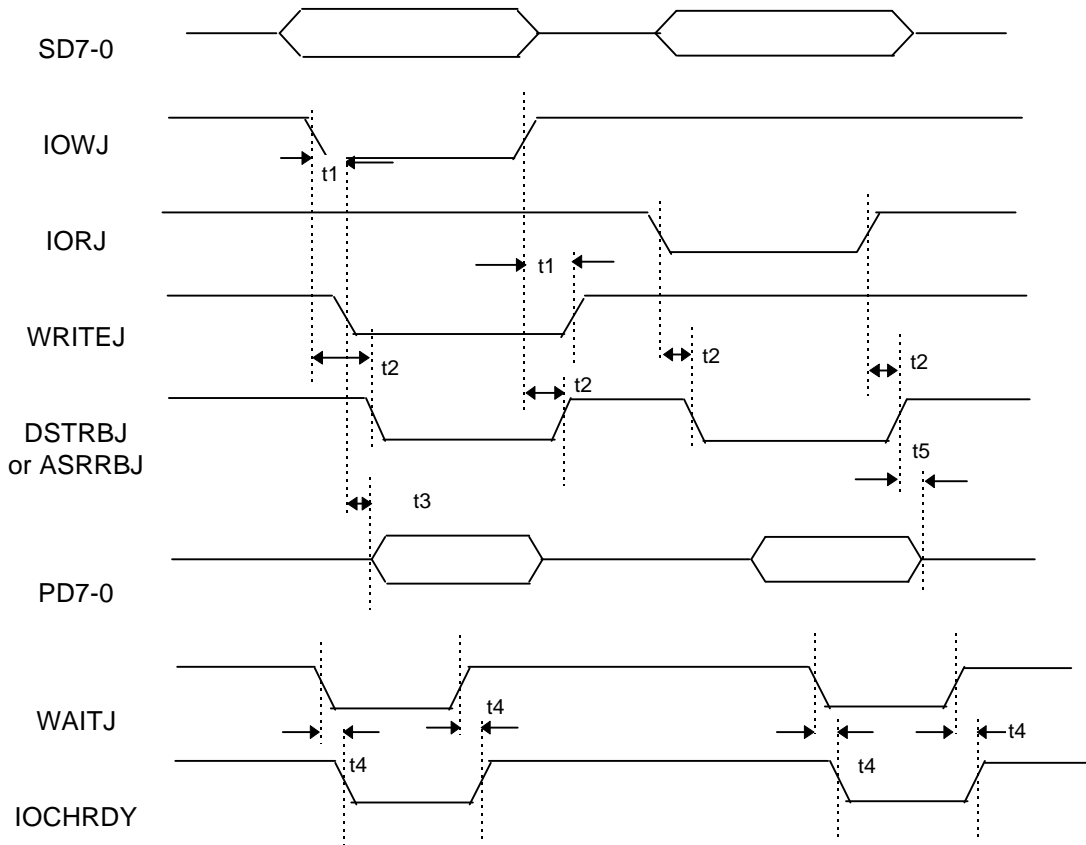 SD7-0
IOWJ
t1
IORJ
t1
WRITEJ
t2
t2
t2
t2
DSTRBJ
or ASRRBJ
t5
t3
PD7-0
WAITJ
t4
t4
t4
t4
IOCHRDY